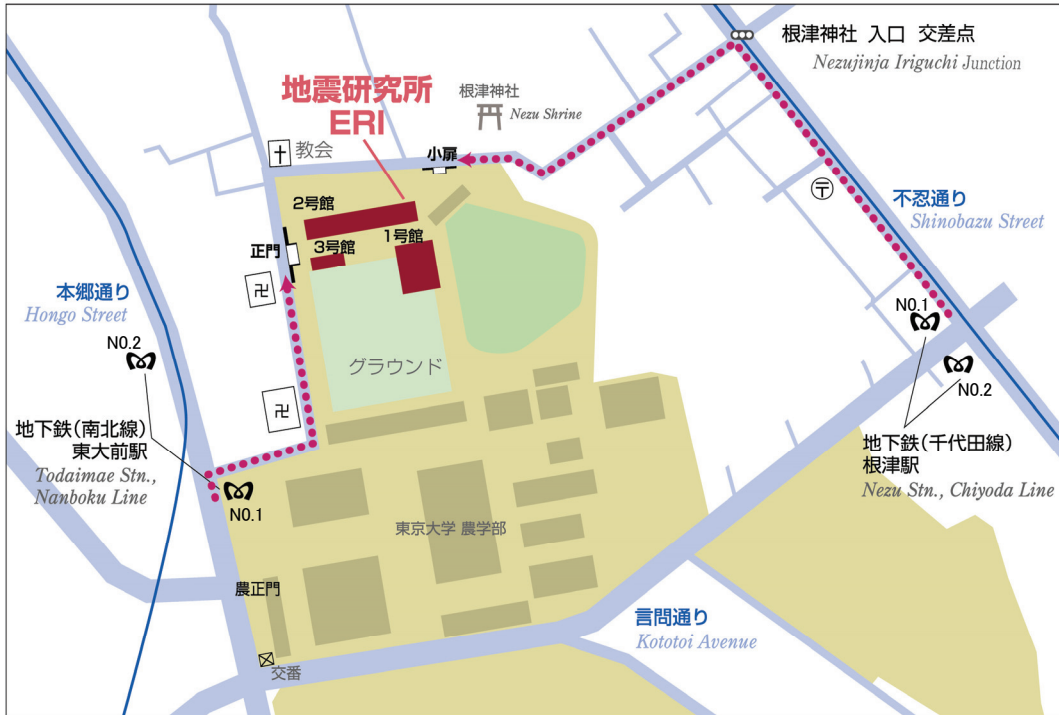 根津神社 入口 交差点
Nezujinja Iriguchi Junction
地震研究所
ERI
根津神社
Nezu Shrine
教会
小扉
2号館
1号館
3号館
正門
卍
不忍通り
Shinobazu Street
〒
本郷通り
Hongo Street
N0.2
N0.1
グラウンド
N0.2
卍
地下鉄(南北線)
東大前駅
Todaimae Stn.,
Nanboku Line
地下鉄(千代田線)
根津駅
Nezu Stn., Chiyoda Line
N0.1
東京大学 農学部
農正門
言問通り
Kototoi Avenue
交番